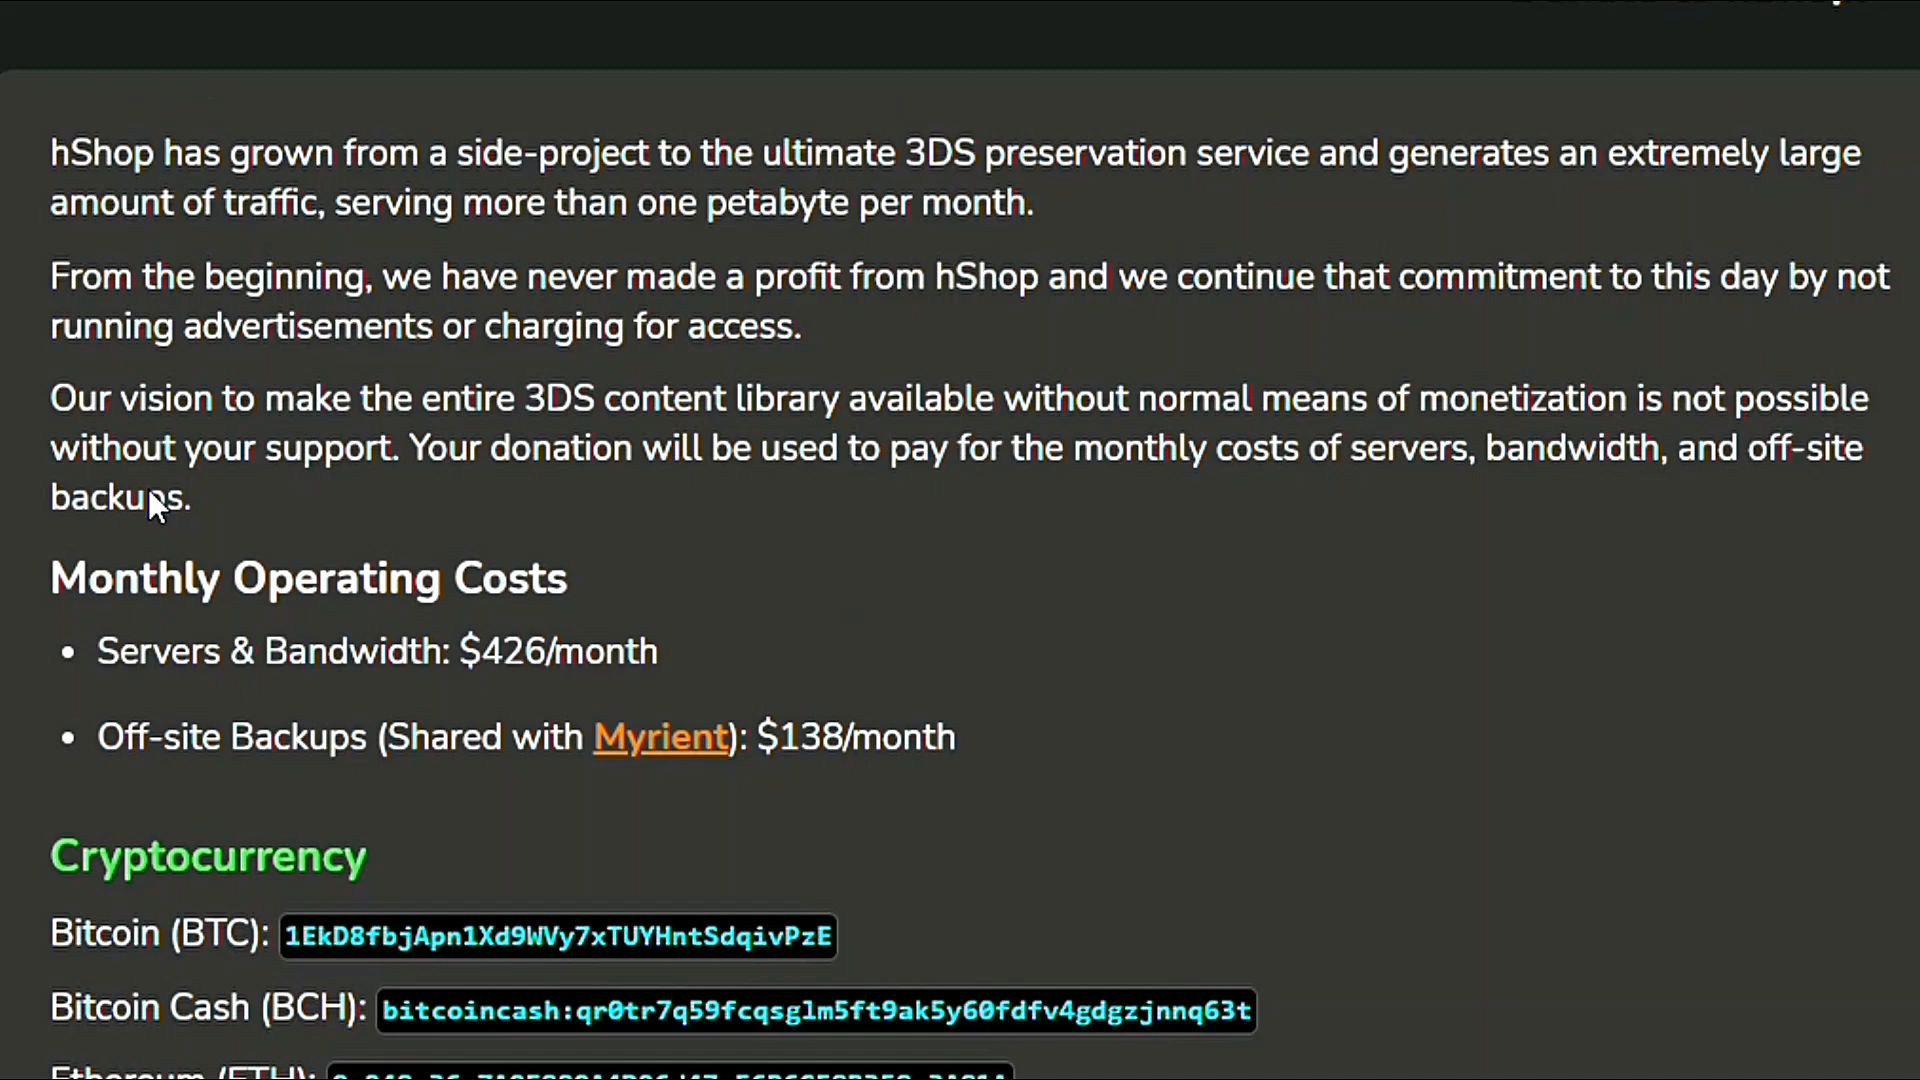 hShop has grown from a side-project to the ultimate 3DS preservation service and generates an extremely large
amount of traffic, serving more than one petabyte per month.
From the beginning, we have never made a profit from hShop and we continue that commitment to this day by not
running advertisements or charging for access.
Our vision to make the entire 3DS content library available without normal means of monetization is not possible
without your support. Your donation will be used to pay for the monthly costs of servers, bandwidth, and off-site
backups.
Monthly Operating Costs
• Servers & Bandwidth: $426/month
• Off-site Backups (Shared with Myrient): $138/month
Cryptocurrency
Bitcoin (BTC): 1EkD8fbjApn1Xd9WVy7xTUYHntSdqivPzE
Bitcoin Cash (BCH): bitcoincash:qr0tr7q59fcqsglm5ft9ak5y60fdfv4gdgzjnnq63t
Ethereum (ETH):